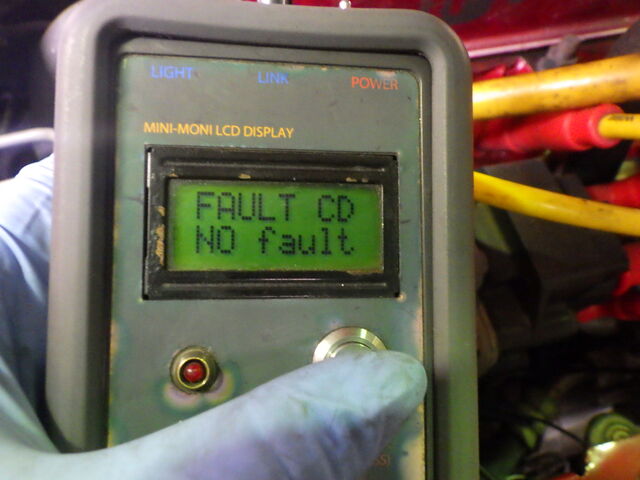 LIGHT LINK POWER
MINI-MONI LCD DISPLAY
FAULT CD
NO fault